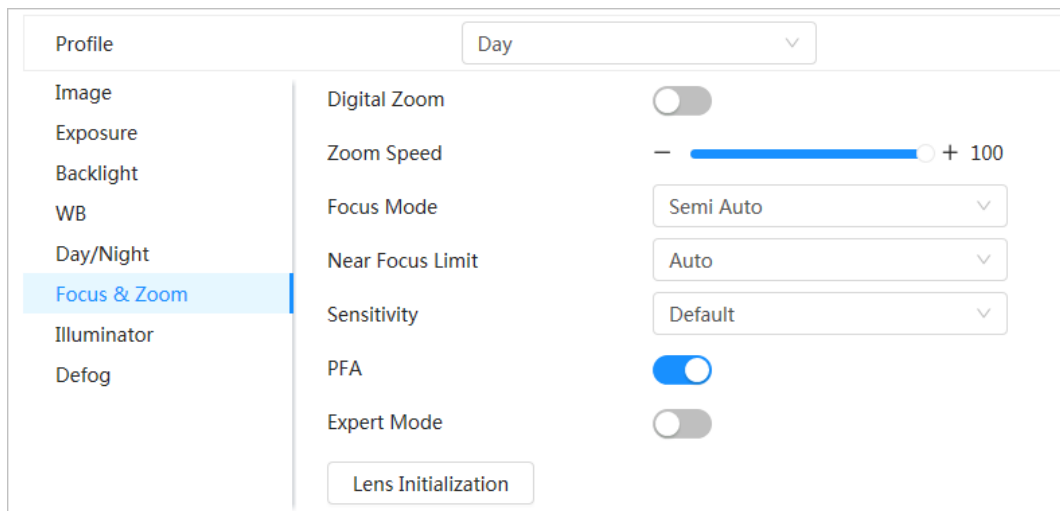 Profile Day
Image
Digital Zoom
Exposure
Zoom Speed − + 100
Backlight
WB
Focus Mode Semi Auto
Day/Night
Near Focus Limit Auto
Focus & Zoom
Sensitivity Default
Illuminator
PFA
Defog
Expert Mode
Lens Initialization